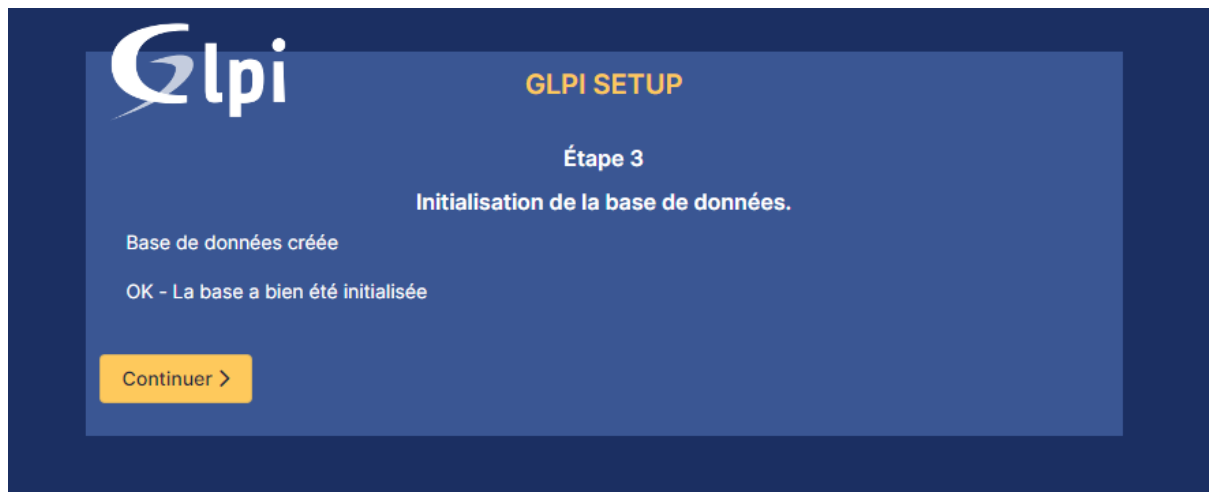 Glpi
GLPI SETUP
Étape 3
Initialisation de la base de données.
Base de données créée
OK - La base a bien été initialisée
Continuer >